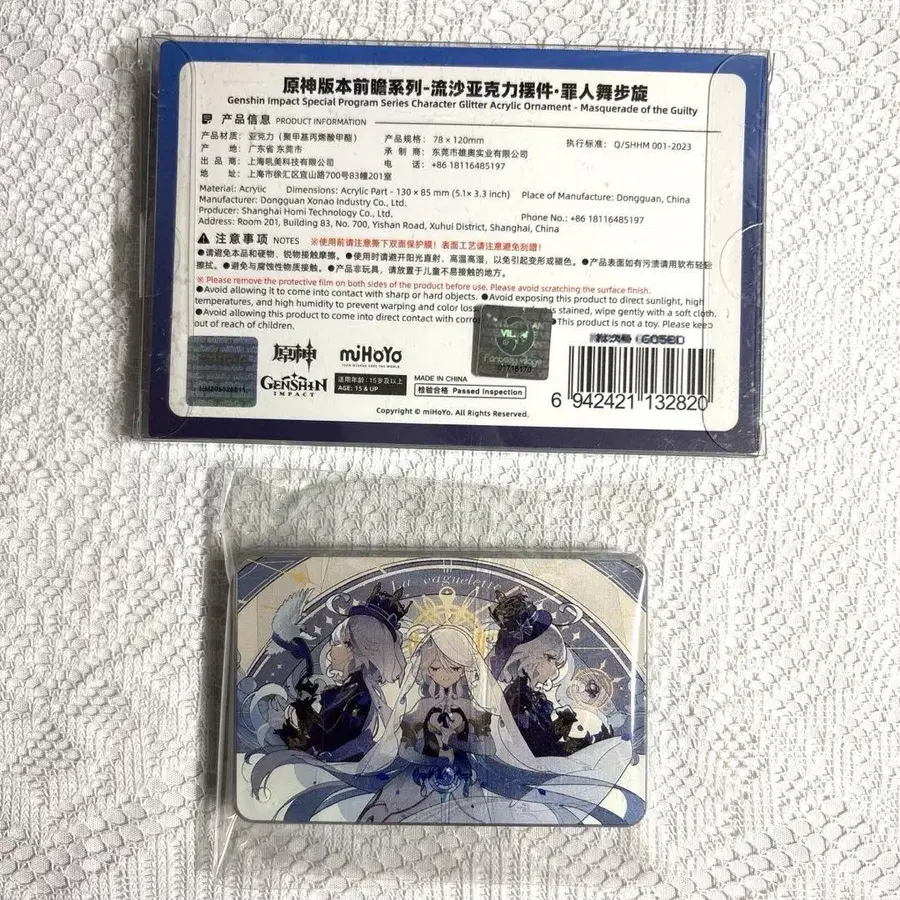 原神版本前瞻系列-流沙亚克力摆件·罪人舞步旋
Genshin Impact Special Program Series Character Glitter Acrylic Ornament - Masquerade of the Guilty
产品信息 PRODUCT INFORMATION
产品材质：亚克力（聚甲基丙烯酸甲酯） 产品规格：78×120mm 执行标准：Q/SHHM 001-2023
产 地：广东省 东莞市 承 制 商：东莞市雄奥实业有限公司
出 品 商：上海吼美科技有限公司 电 话：+86 18116485197
地 址：上海市徐汇区宜山路700号83幢201室
Material: Acrylic Dimensions: Acrylic Part - 130 × 85 mm (5.1× 3.3 inch) Place of Manufacture: Dongguan, China
Manufacturer: Dongguan Xonao Industry Co., Ltd.
Producer: Shanghai Homi Technology Co., Ltd. Phone No.: +86 18116485197
Address: Room 201, Building 83, No. 700, Yishan Road, Xuhui District, Shanghai, China
注意事项 NOTES ※使用前请注意撕下双面保护膜！表面工艺请注意避免刮蹭！
●请避免本品和硬物、锐物接触摩擦。●使用时请避开阳光直射，高温高湿，以免引起变形或褪色。●产品表面如有污渍请用软布轻轻
擦拭。●避免与腐蚀性物质接触。●产品非玩具，请放置于儿童不易接触的地方。
※ Please remove the protective film on both sides of the product before use. Please avoid scratching the surface finish.
●Avoid allowing it to come into contact with sharp or hard objects. ●Avoid exposing this product to direct sunlight, high
temperatures, and high humidity to prevent warping and color loss. is stained, wipe gently with a soft cloth.
●Avoid allowing this product to come into direct contact with ●This product is not a toy. Please keep
out of reach of children.
原神
GENSHIN
IMPACT
miHoYo
TECH OTAKUS SAVE THE WORLD
适用年龄：15岁及以上
AGE: 15 & UP
MADE IN CHINA
检验合格 Passed Inspection
Fantasy Village
01718170
6 942421 132820
Copyright © miHoYo. All Rights Reserved.
La vaguelette